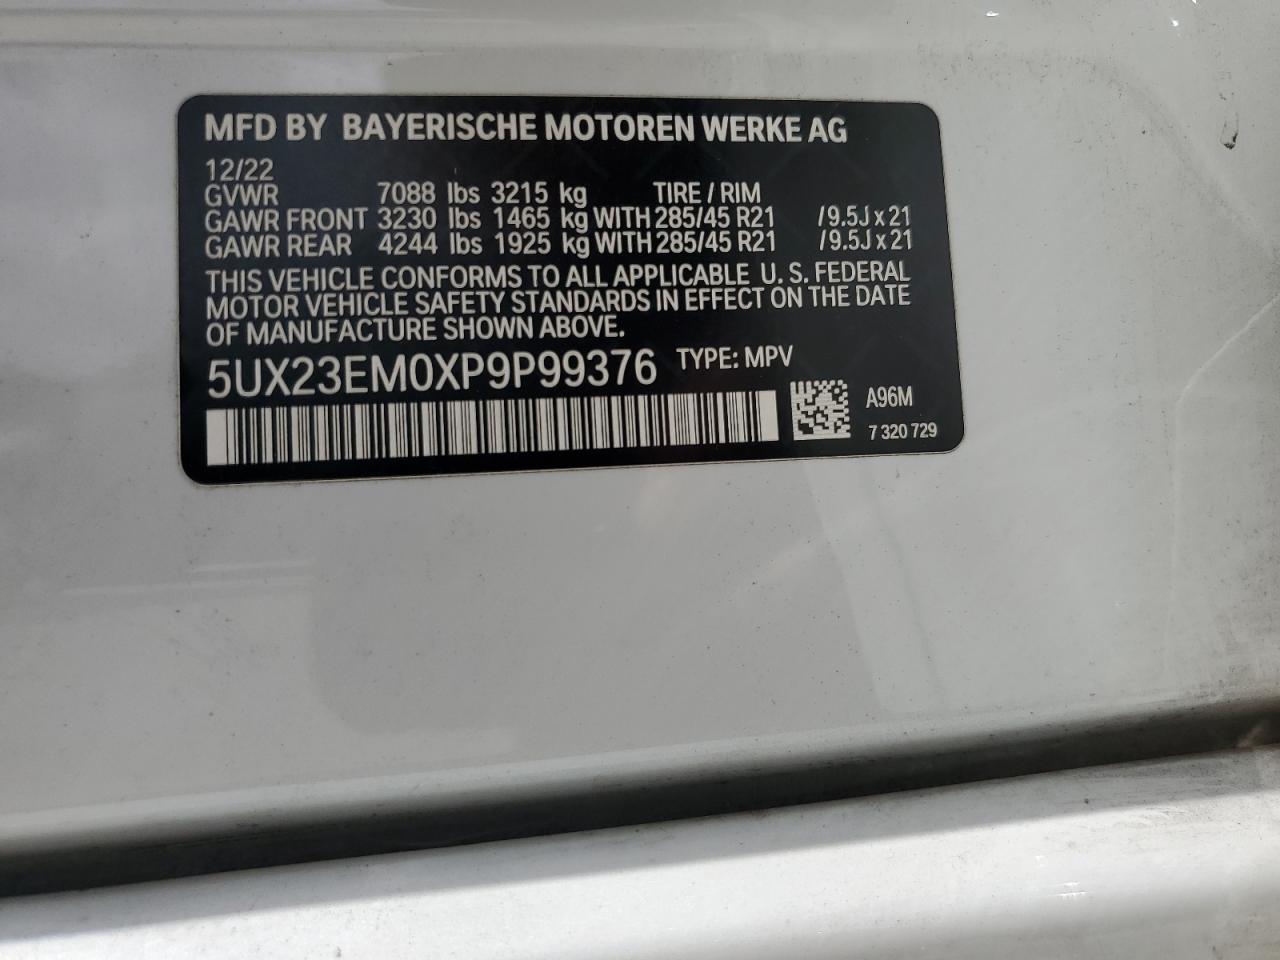 MFD BY BAYERISCHE MOTOREN WERKE AG
12/22
GVWR 7088 lbs 3215 kg TIRE / RIM
GAWR FRONT 3230 lbs 1465 kg WITH 285/45 R21 /9.5J x 21
GAWR REAR 4244 lbs 1925 kg WITH 285/45 R21 /9.5J x 21
THIS VEHICLE CONFORMS TO ALL APPLICABLE U. S. FEDERAL
MOTOR VEHICLE SAFETY STANDARDS IN EFFECT ON THE DATE
OF MANUFACTURE SHOWN ABOVE.
5UX23EM0XP9P99376 TYPE: MPV
A96M
7 320 729